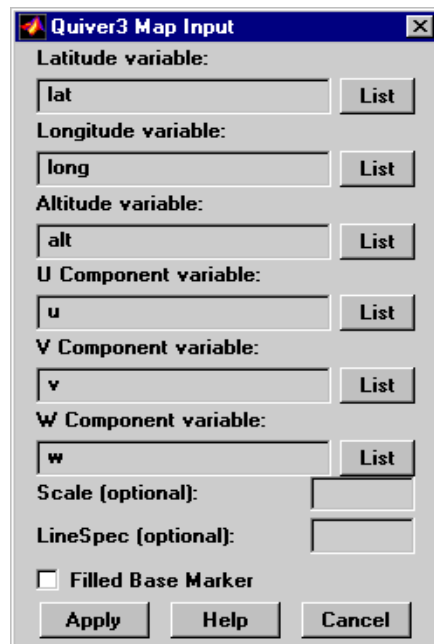 Quiver3 Map Input
Latitude variable:
lat List
Longitude variable:
long List
Altitude variable:
alt List
U Component variable:
u List
V Component variable:
v List
W Component variable:
w List
Scale (optional):
LineSpec (optional):
Filled Base Marker
Apply Help Cancel